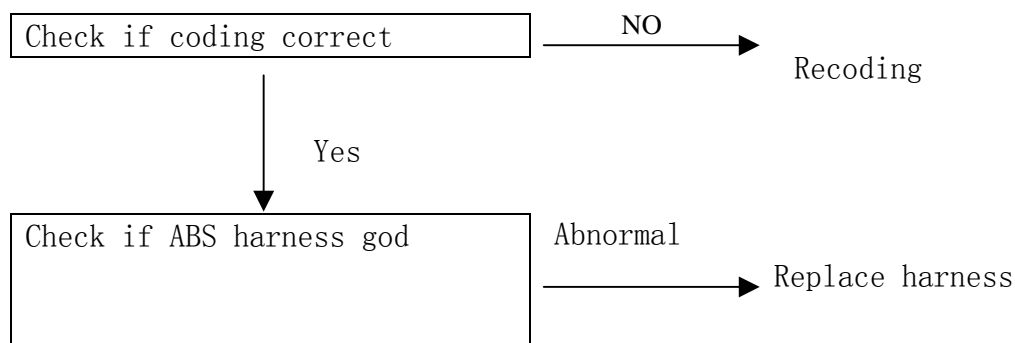 Check if coding correct
NO
Recoding
Yes
Check if ABS harness god
Abnormal
Replace harness